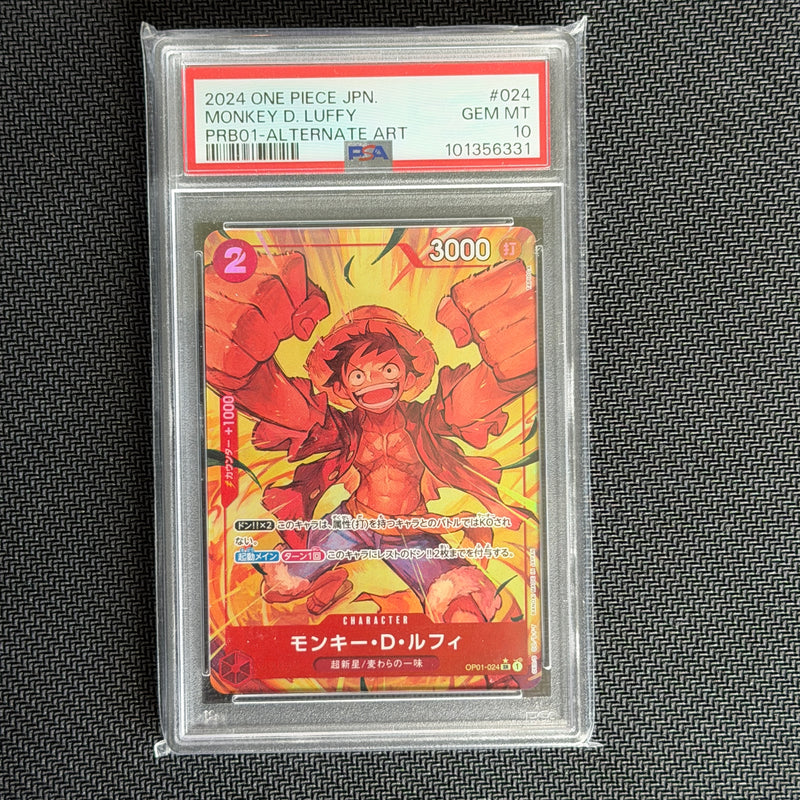 2024 ONE PIECE JPN. #024
MONKEY D. LUFFY GEM MT
PRB01-ALTERNATE ART 10
PSA 101356331
2 3000 打
カウンター +1000
ドン!!×2 このキャラは、属性(打)を持つキャラとのバトルではKOされ
ない。
起動メイン ターン1回 このキャラにレストのドン!!2枚までを付与する。
CHARACTER
モンキー・D・ルフィ
超新星/麦わらの一味
OP01-024 SR 1